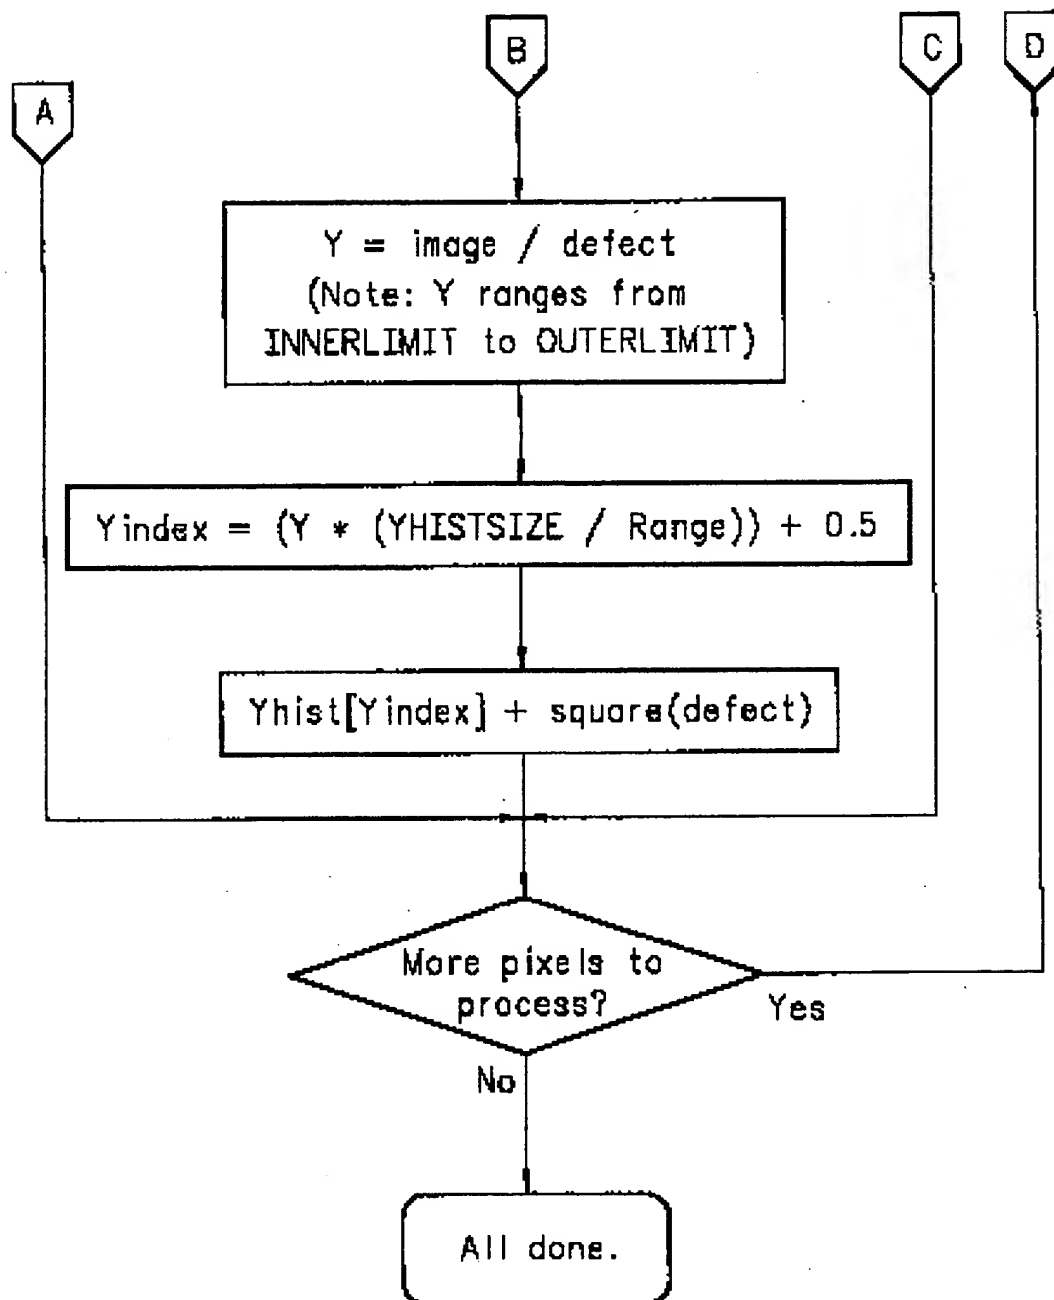 A
B
C
D
Y = image / defect
(Note: Y ranges from
INNERLIMIT to OUTERLIMIT)
Yindex = (Y * (YHISTSIZE / Range)) + 0.5
Yhist[Yindex] + square(defect)
More pixels to
process?
Yes
No
All done.